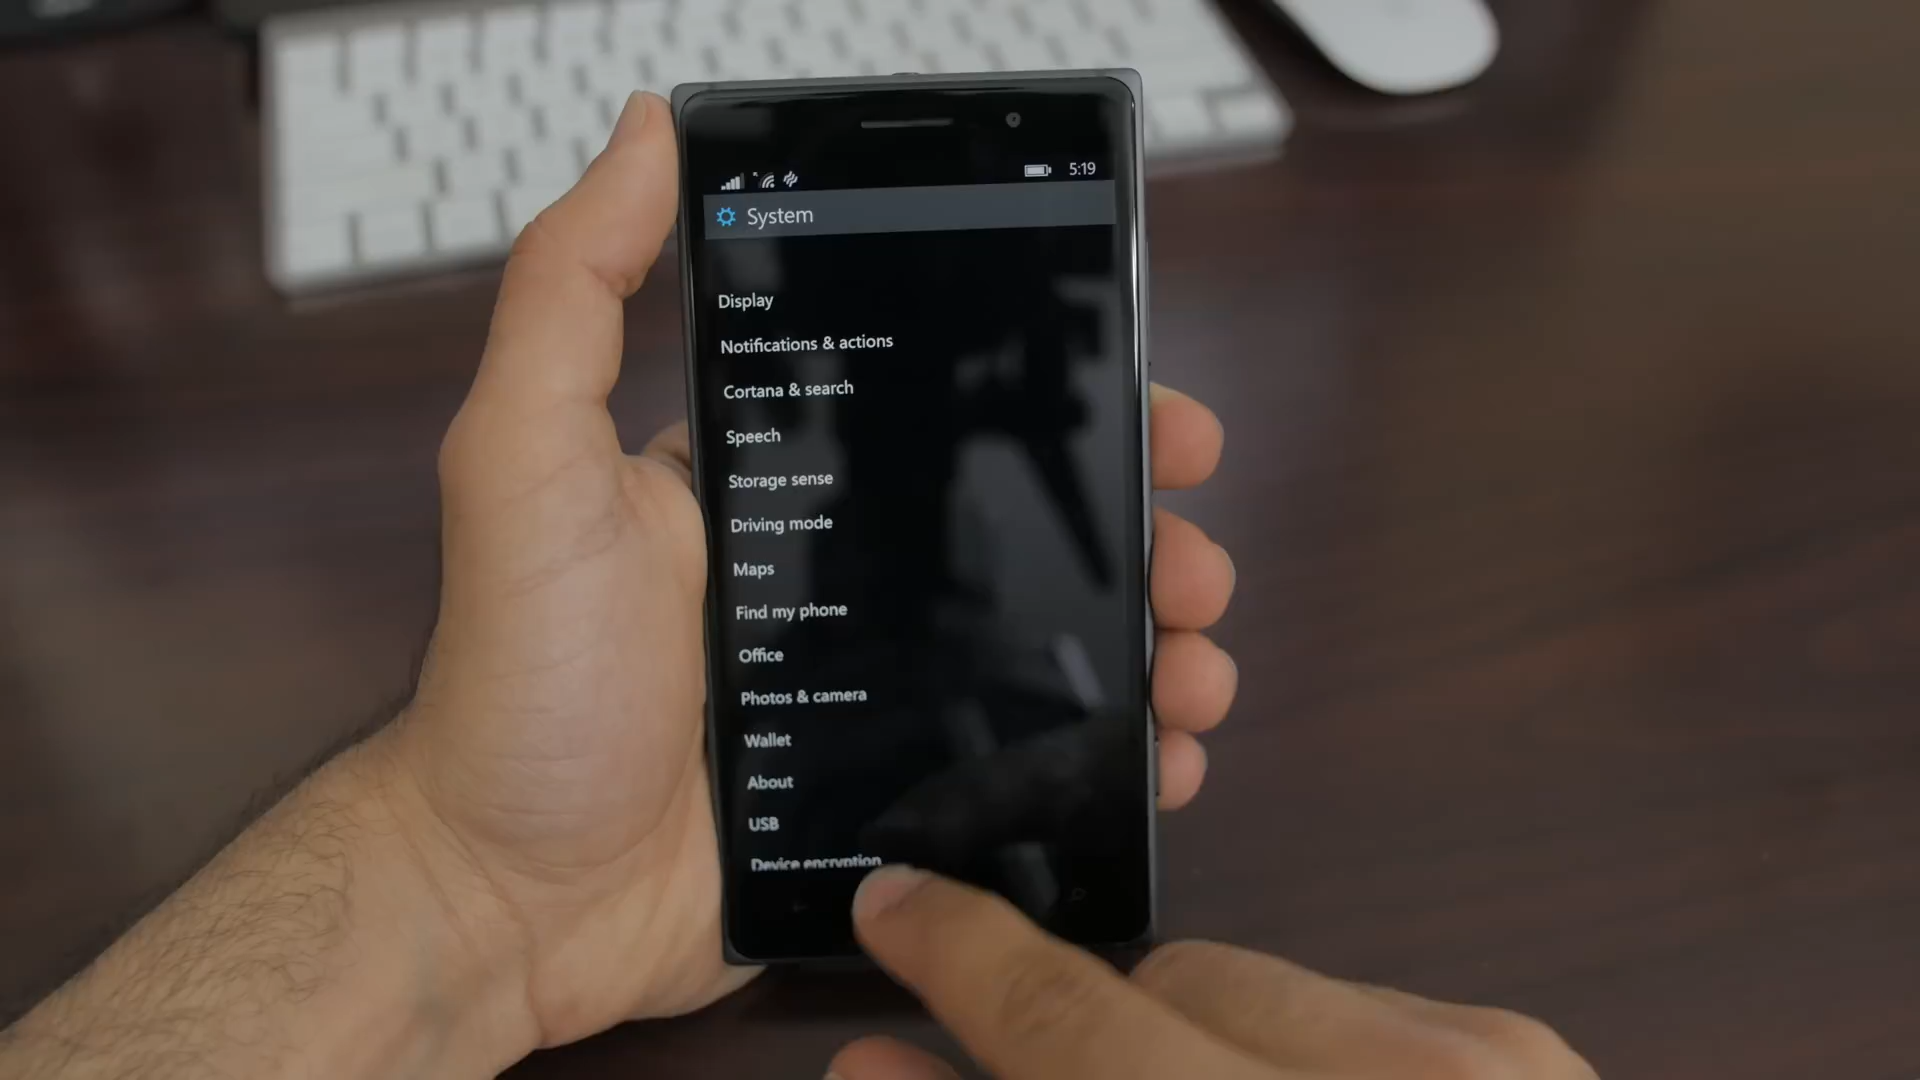 5:19
System
Display
Notifications & actions
Cortana & search
Speech
Storage sense
Driving mode
Maps
Find my phone
Office
Photos & camera
Wallet
About
USB
Device encryption